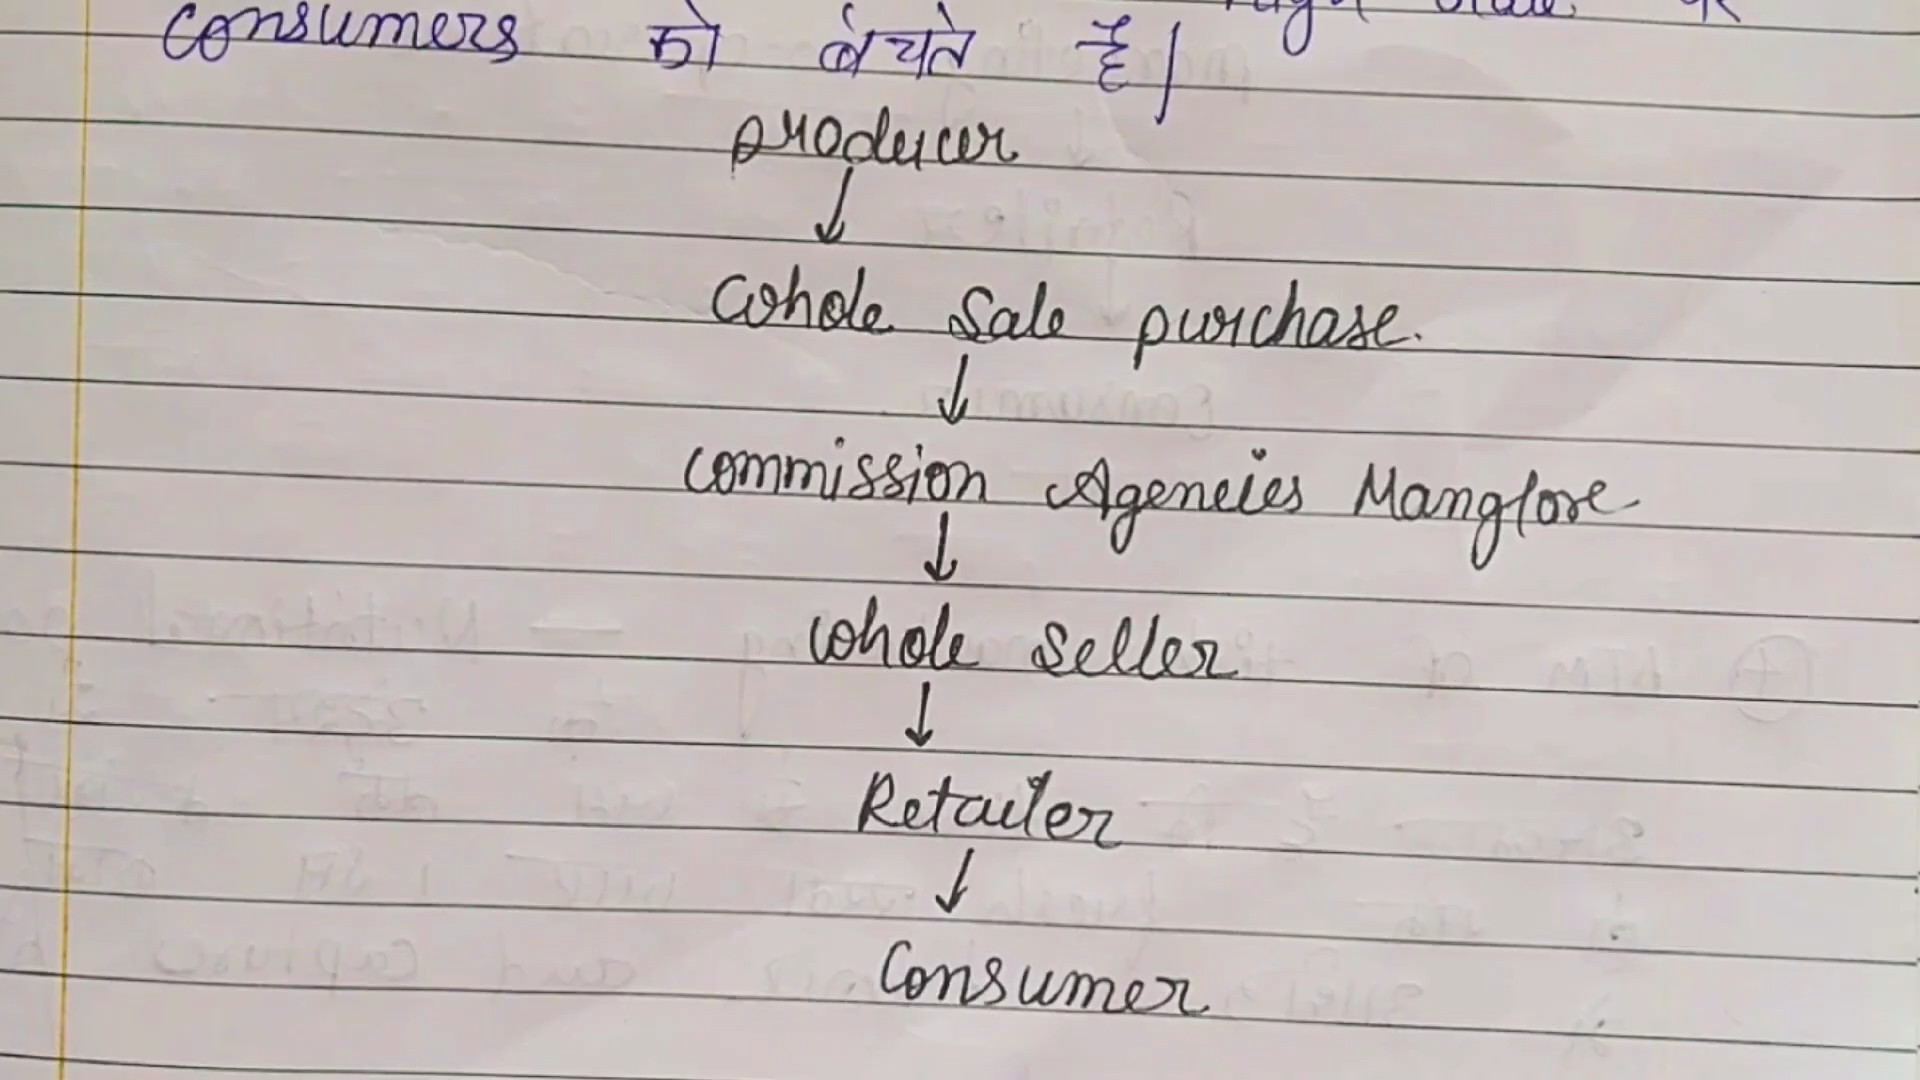 consumers को बेचते हैं।
producer
↓
whole Sale purchase.
↓
commission Agencies Manglore
↓
whole seller
↓
Retailer
↓
Consumer